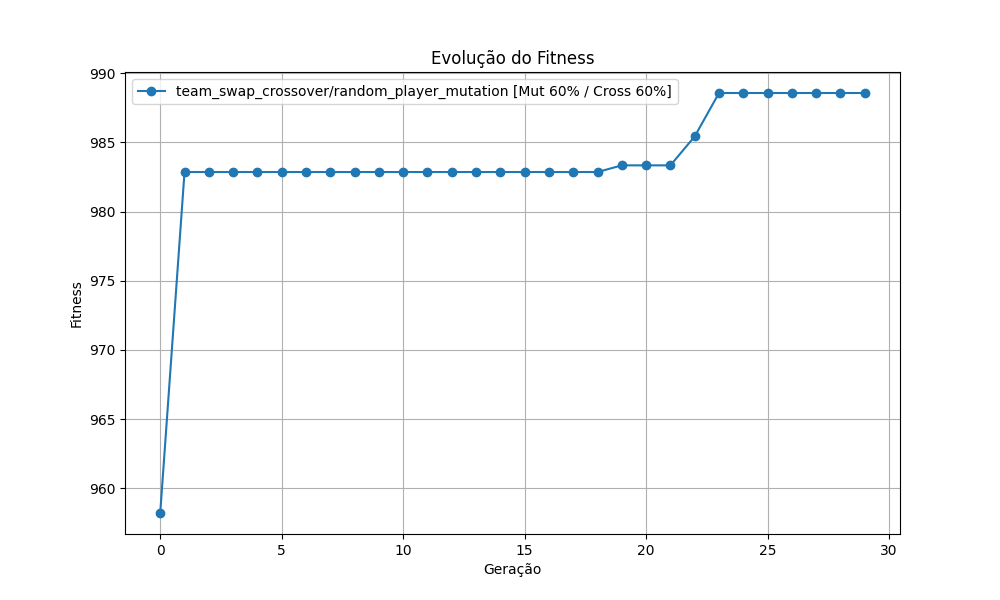 Evolução do Fitness
team_swap_crossover/random_player_mutation [Mut 60% / Cross 60%]
990
985
980
975
970
965
960
Fitness
0 5 10 15 20 25 30
Geração